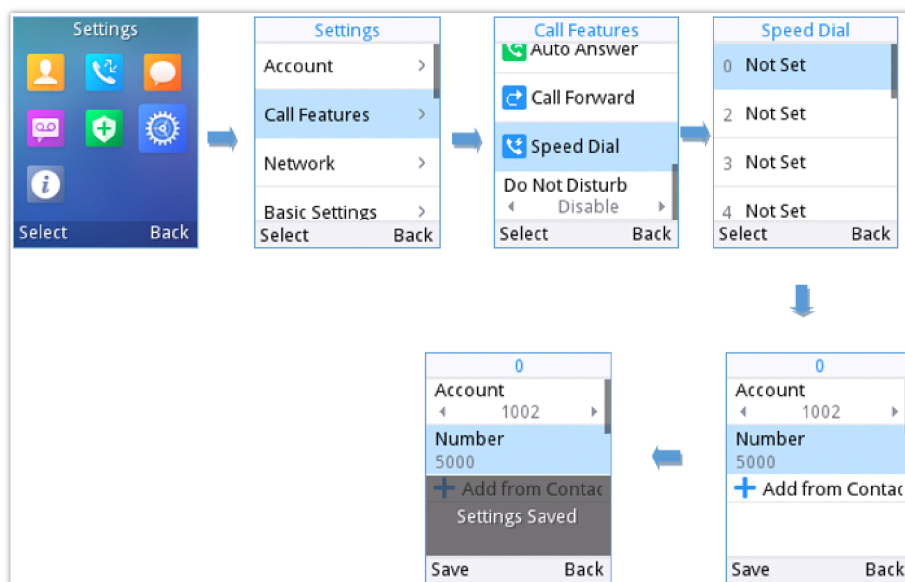 Settings
Select Back
Settings
Account
Call Features
Network
Basic Settings
Select Back
Call Features
Auto Answer
Call Forward
Speed Dial
Do Not Disturb
Disable
Select Back
Speed Dial
0 Not Set
2 Not Set
3 Not Set
4 Not Set
Select Back
0
Account
1002
Number
5000
Add from Contac
Settings Saved
Save Back
0
Account
1002
Number
5000
Add from Contac
Save Back